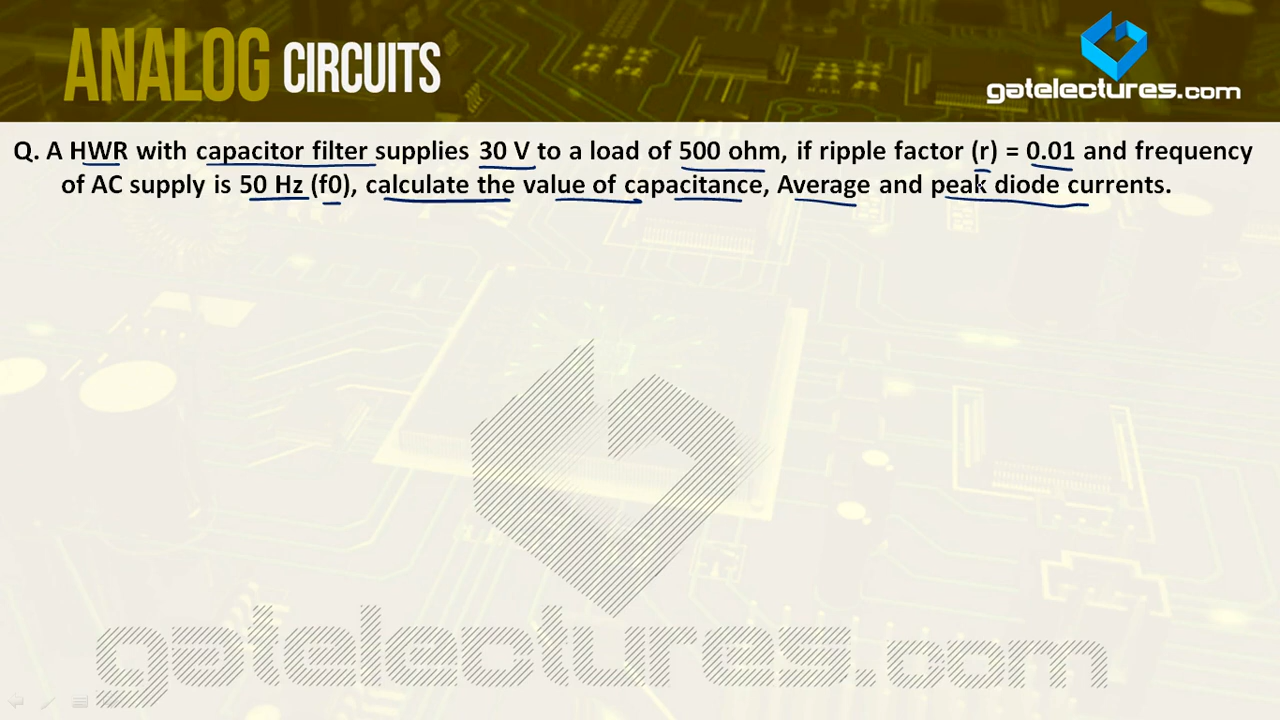 ANALOG CIRCUITS
gatelectures.com
Q. A HWR with capacitor filter supplies 30 V to a load of 500 ohm, if ripple factor (r) = 0.01 and frequency
of AC supply is 50 Hz (f0), calculate the value of capacitance, Average and peak diode currents.
gatelectures.com